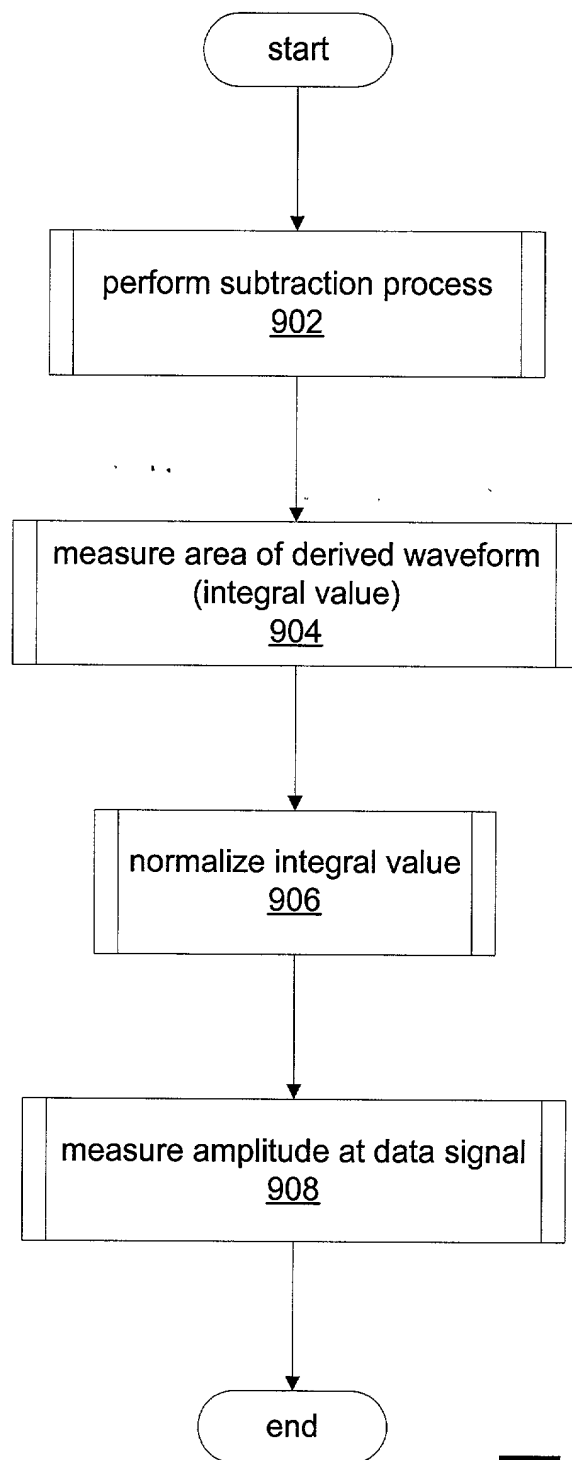 start
perform subtraction process
902
measure area of derived waveform
(integral value)
904
normalize integral value
906
measure amplitude at data signal
908
end